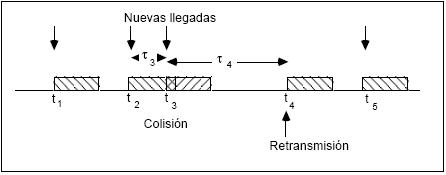 Nuevas llegadas
τ3
τ4
t1 t2 t3 t4 t5
Colisión
Retransmisión